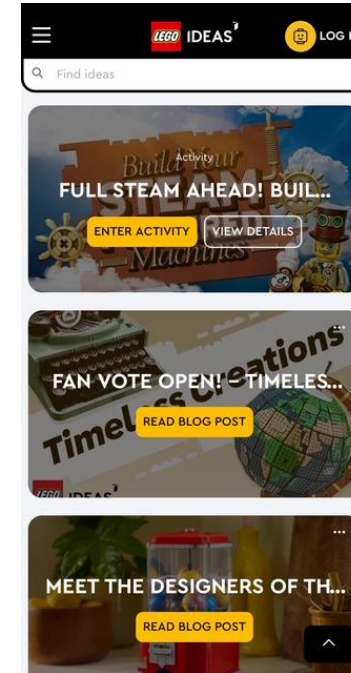 LEGO IDEAS
LOG I
Find ideas
Build Your
Activity
STEAM
FULL STEAM AHEAD! BUIL...
ENTER ACTIVITY
VIEW DETAILS
Machines
Timeless Creations
FAN VOTE OPEN! – TIMELES...
READ BLOG POST
LEGO IDEAS
MEET THE DESIGNERS OF TH...
READ BLOG POST